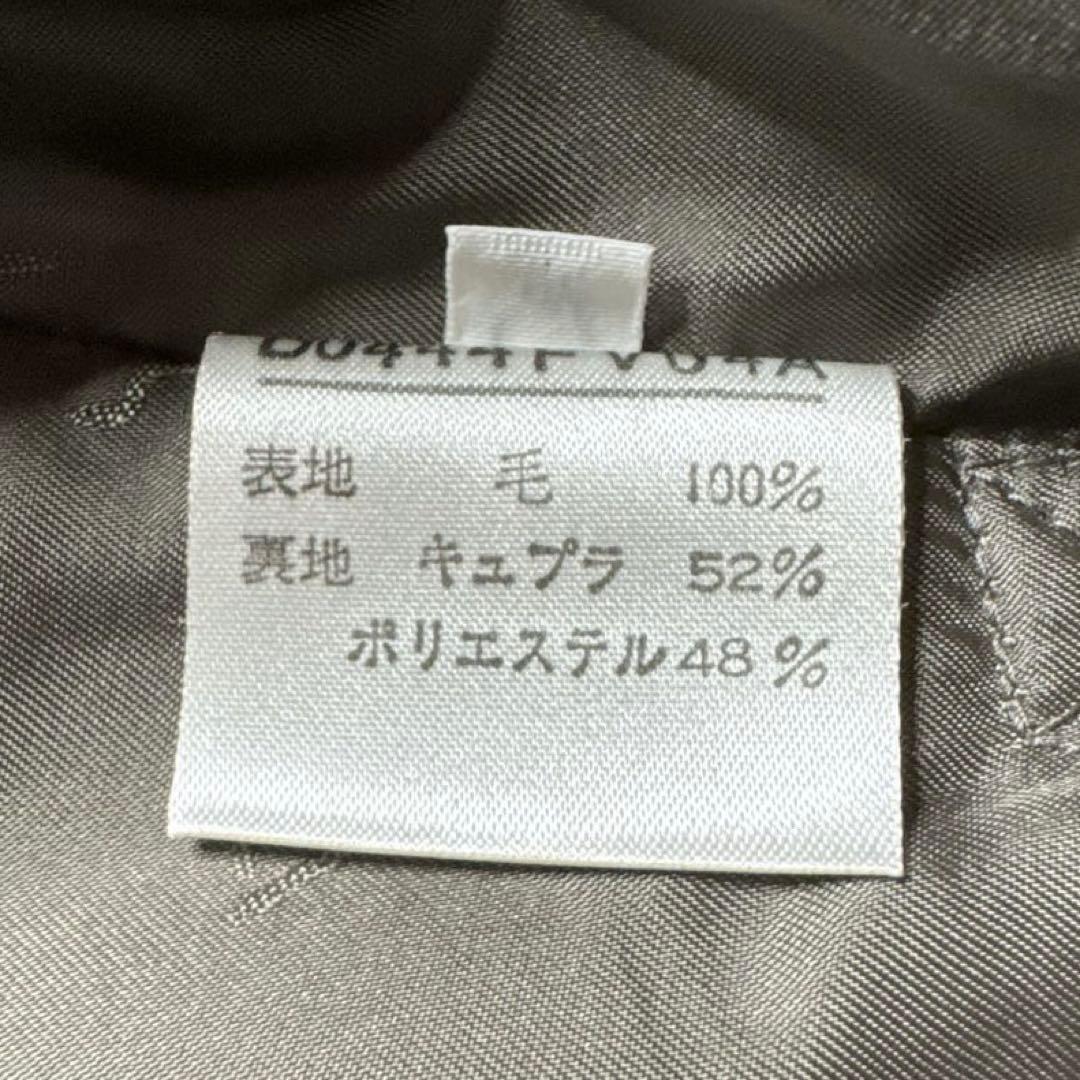 表地 毛 100%
裏地 キュプラ 52%
ポリエステル 48%